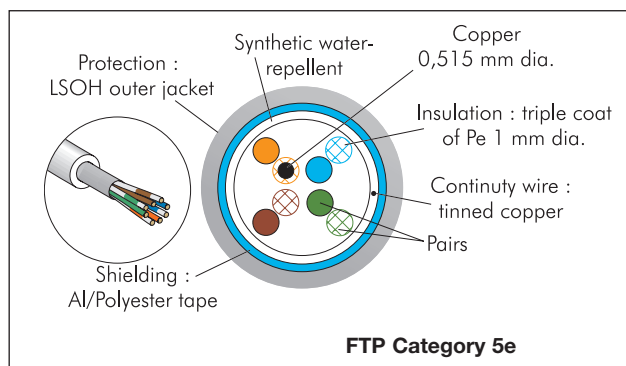 Protection :
LSOH outer jacket
Synthetic water-
repellent
Copper
0,515 mm dia.
Insulation : triple coat
of Pe 1 mm dia.
Continuty wire :
tinned copper
Pairs
Shielding :
Al/Polyester tape
FTP Category 5e